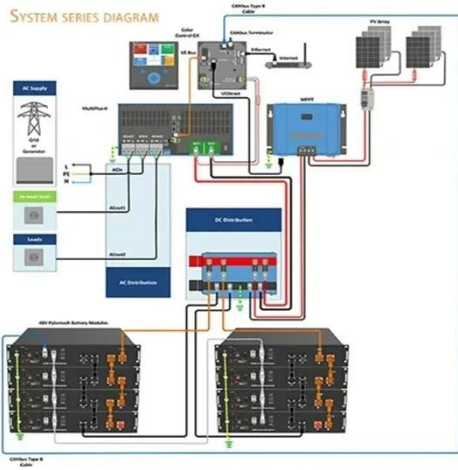 SYSTEM SERIES DIAGRAM
CANbus Type B
Cable
Color
Control GX
CANbus Terminator
VE Bus
Ethernet
Internet
PV Array
AC Supply
MultiPlus-II
VEDirect
MPPT
Grid
or
Generator
L
PE
N
ACin
ACout1
Loads
ACout2
DC Distribution
AC Distribution
48V Pylontech Battery Modules
CANbus Type B
Cable